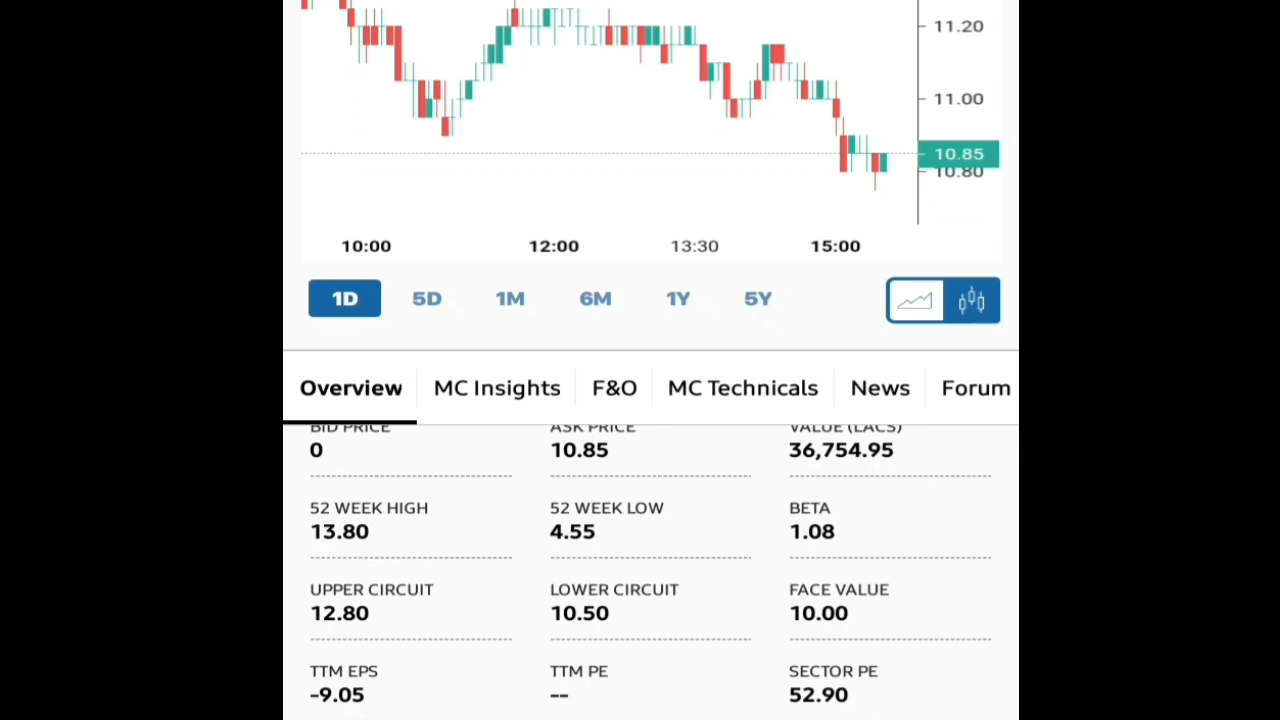 11.20
11.00
10.85
10.80
10:00 12:00 13:30 15:00
1D 5D 1M 6M 1Y 5Y
Overview MC Insights F&O MC Technicals News Forum
BID PRICE ASK PRICE VALUE (LACS)
0 10.85 36,754.95
52 WEEK HIGH 52 WEEK LOW BETA
13.80 4.55 1.08
UPPER CIRCUIT LOWER CIRCUIT FACE VALUE
12.80 10.50 10.00
TTM EPS TTM PE SECTOR PE
-9.05 -- 52.90